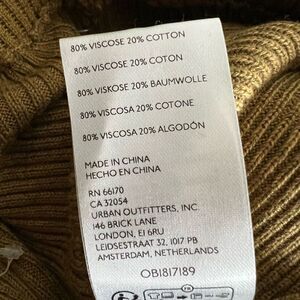 80% VISCOSE 20% COTTON
80% VISCOSE 20% COTON
80% VISKOSE 20% BAUMWOLLE
80% VISCOSA 20% COTONE
80% VISCOSA 20% ALGODÓN
MADE IN CHINA
HECHO EN CHINA
RN 66170
CA 32054
URBAN OUTFITTERS, INC.
146 BRICK LANE
LONDON, E1 6RU
LEIDSESTRAAT 32, 1017 PB
AMSTERDAM, NETHERLANDS
OB1817189